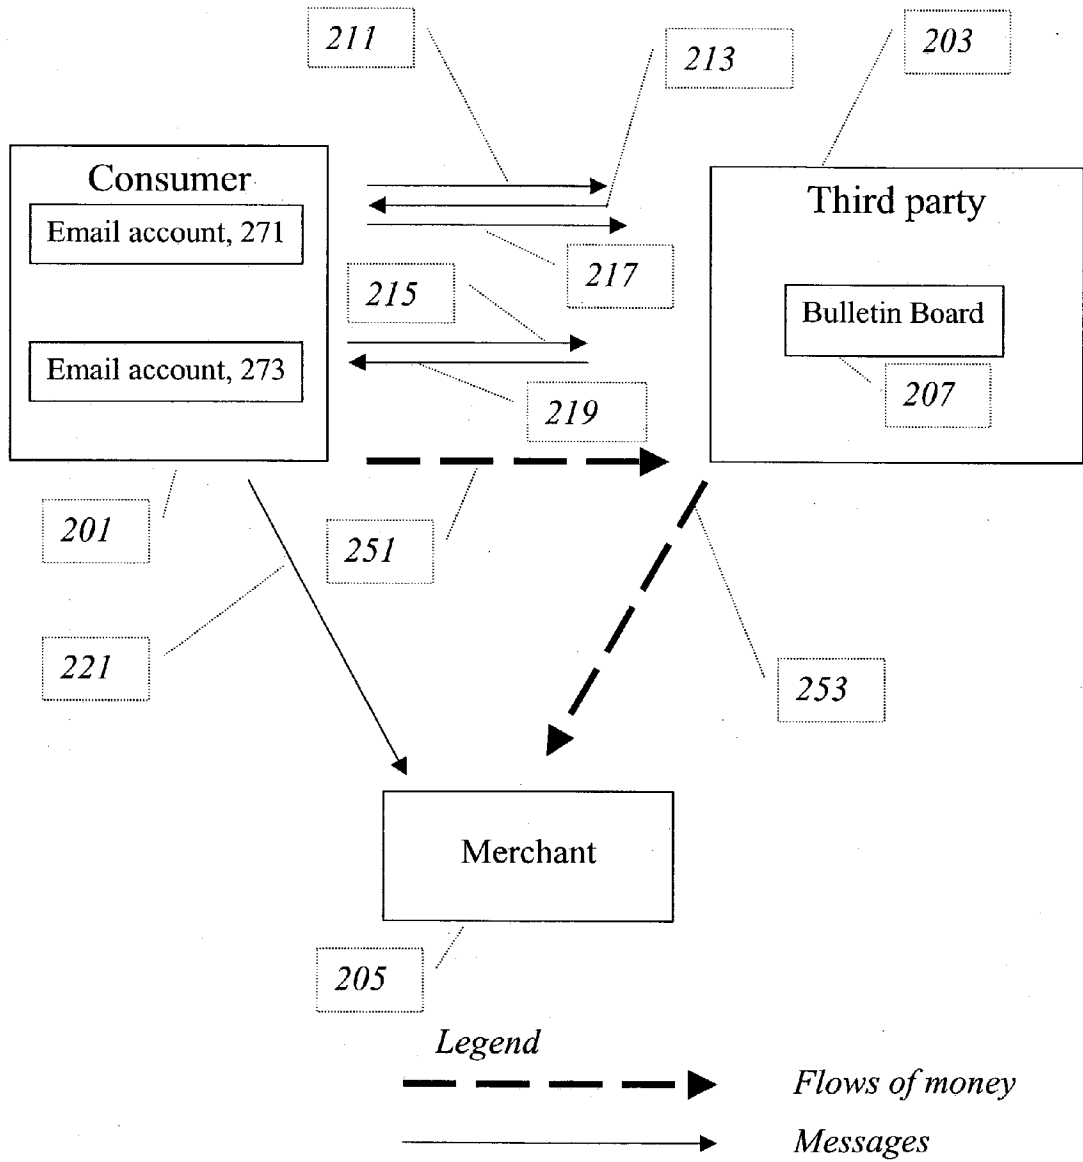 211
213
203
Consumer
Email account, 271
Third party
217
215
Bulletin Board
Email account, 273
219
207
201
251
221
253
Merchant
205
Legend
Flows of money
Messages